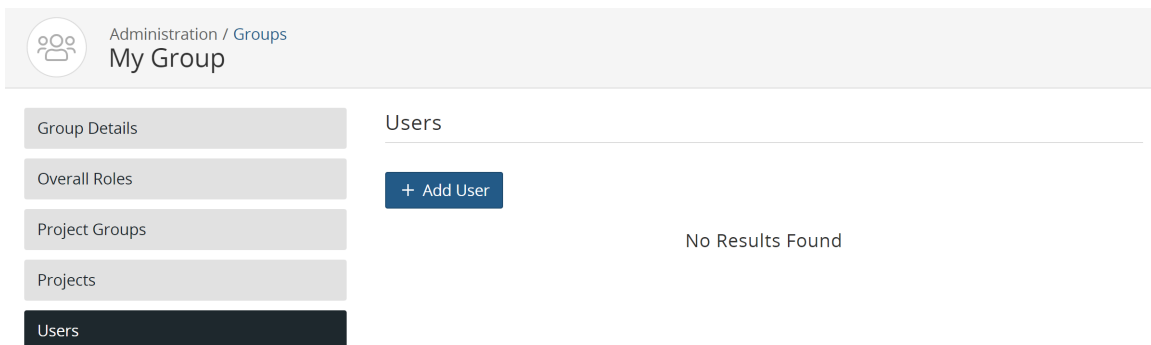 Administration / Groups
My Group
Group Details
Overall Roles
Project Groups
Projects
Users
Users
+ Add User
No Results Found